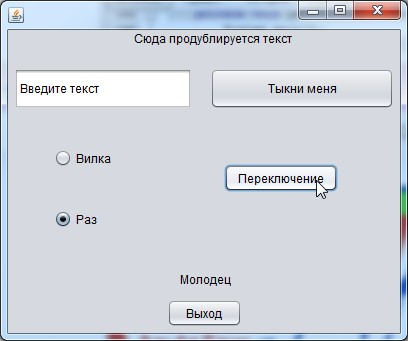 Сюда продублируется текст
Введите текст
Тыкни меня
Вилка
Переключение
Раз
Молодец
Выход